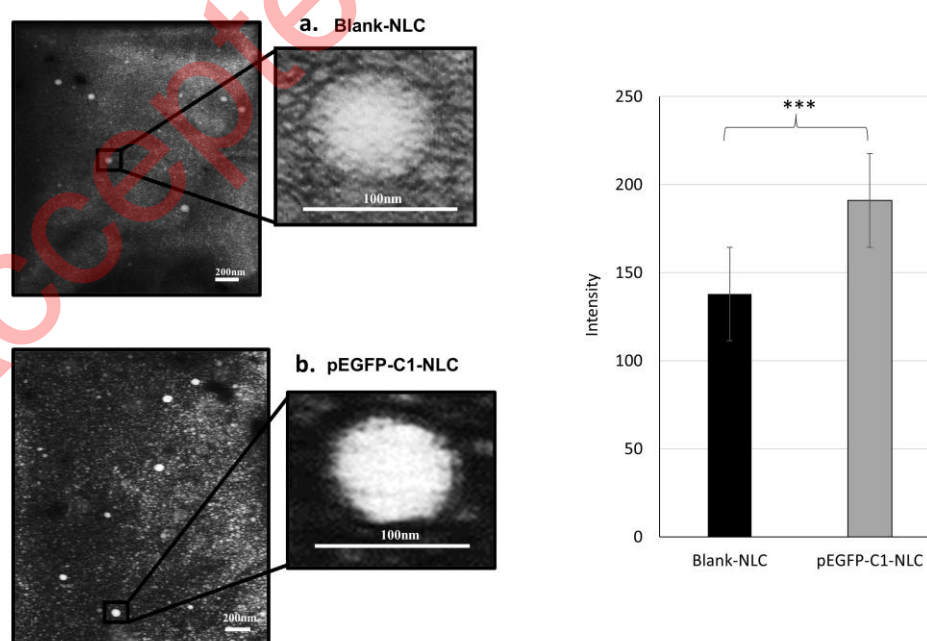 a. Blank-NLC
100nm
200nm
b. pEGFP-C1-NLC
100nm
200nm
250
200
150
100
50
0
Intensity
***
Blank-NLC
pEGFP-C1-NLC